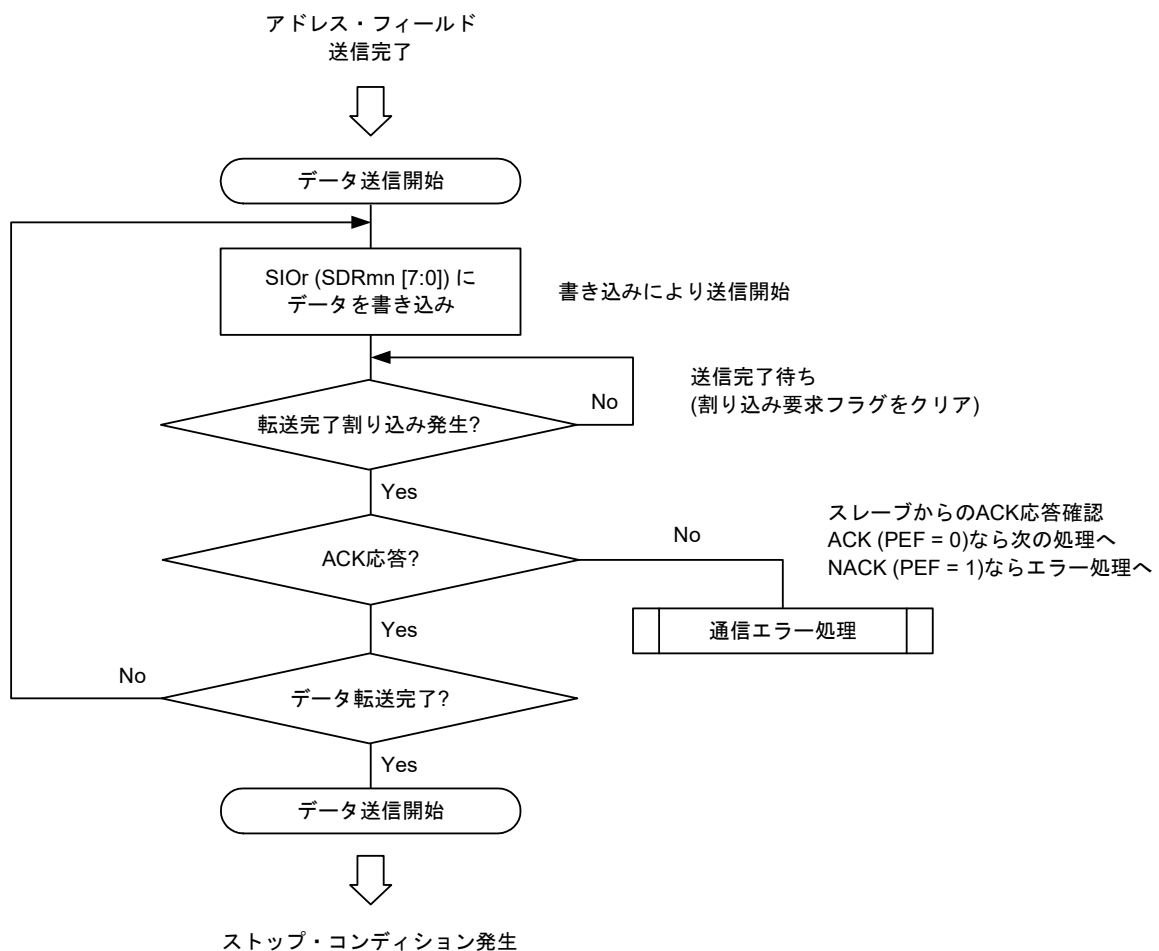 アドレス・フィールド
送信完了
データ送信開始
SIOr (SDRmn [7:0]) に
データを書き込み
書き込みにより送信開始
送信完了待ち
(割り込み要求フラグをクリア)
No
転送完了割り込み発生?
Yes
スレーブからのACK応答確認
ACK (PEF = 0)なら次の処理へ
NACK (PEF = 1)ならエラー処理へ
No
ACK応答?
Yes
通信エラー処理
No
データ転送完了?
Yes
データ送信開始
ストップ・コンディション発生